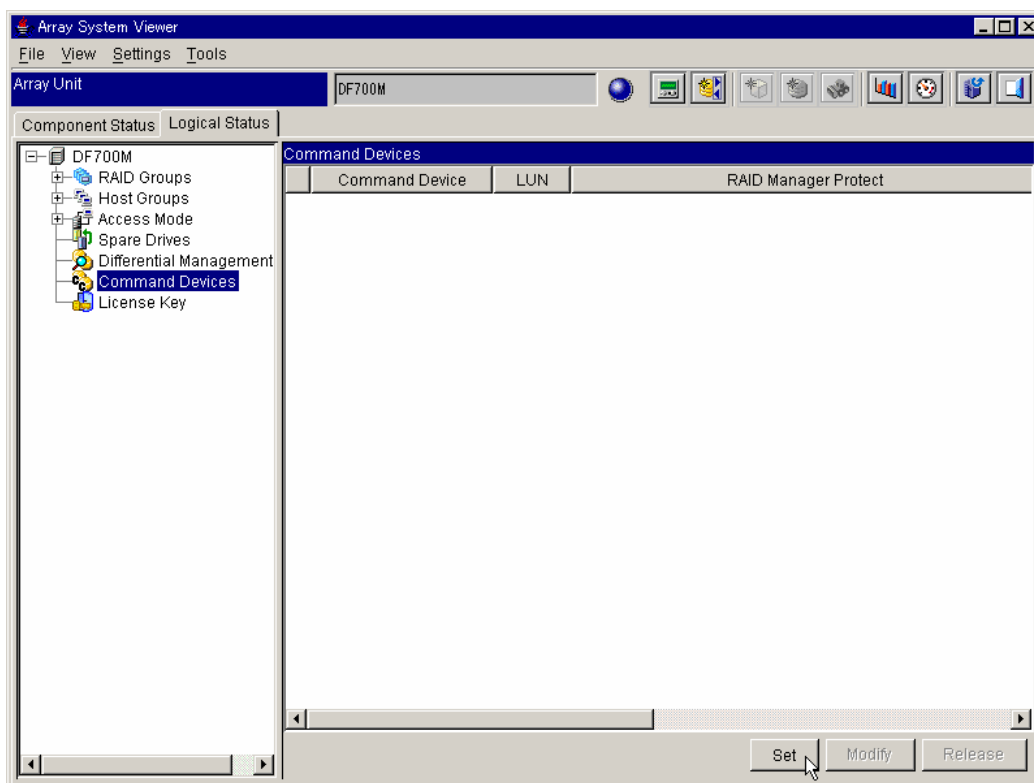 Array System Viewer
File View Settings Tools
Array Unit
DF700M
Component Status Logical Status
DF700M
RAID Groups
Host Groups
Access Mode
Spare Drives
Differential Management
Command Devices
License Key
Command Devices
Command Device LUN RAID Manager Protect
Set Modify Release